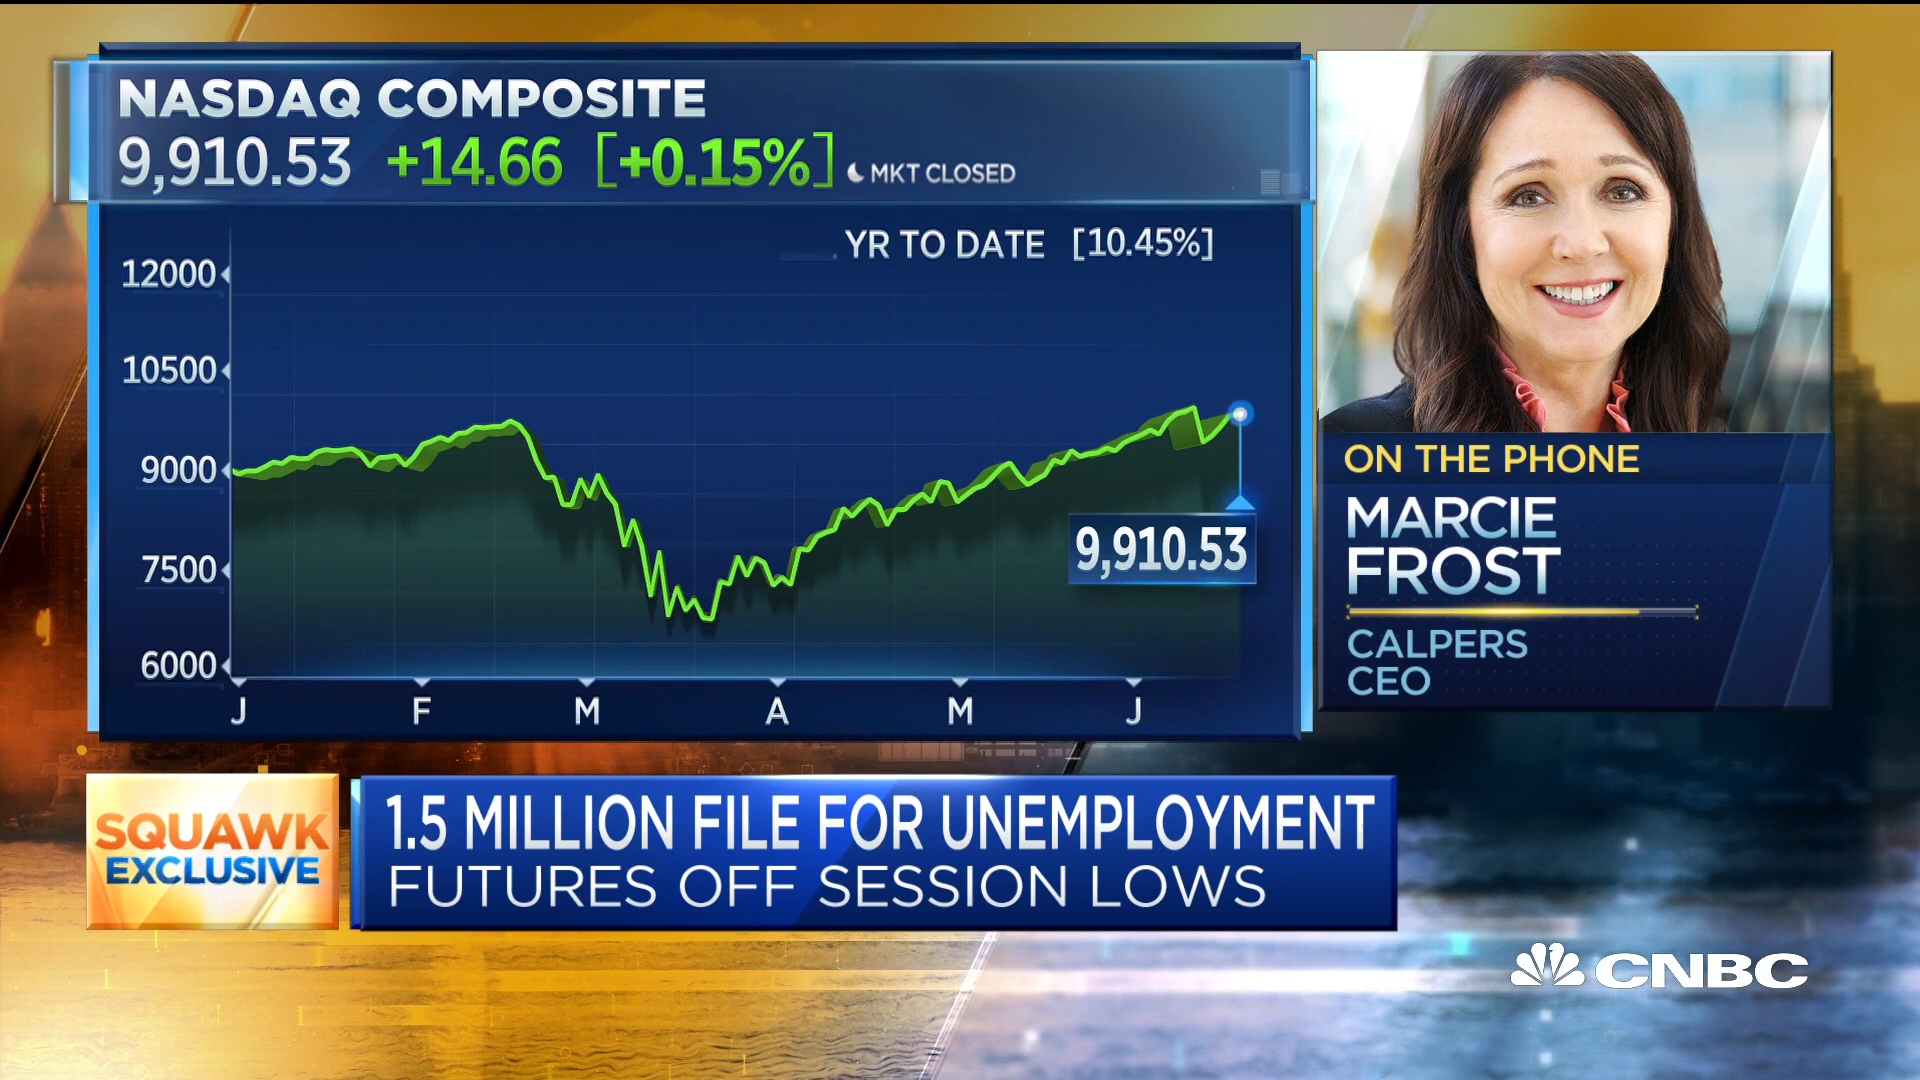 NASDAQ COMPOSITE
9,910.53 +14.66 [+0.15%] MKT CLOSED
YR TO DATE [10.45%]
12000
10500
9000
7500
6000
9,910.53
J F M A M J
ON THE PHONE
MARCIE
FROST
CALPERS
CEO
SQUAWK
EXCLUSIVE
1.5 MILLION FILE FOR UNEMPLOYMENT
FUTURES OFF SESSION LOWS
CNBC